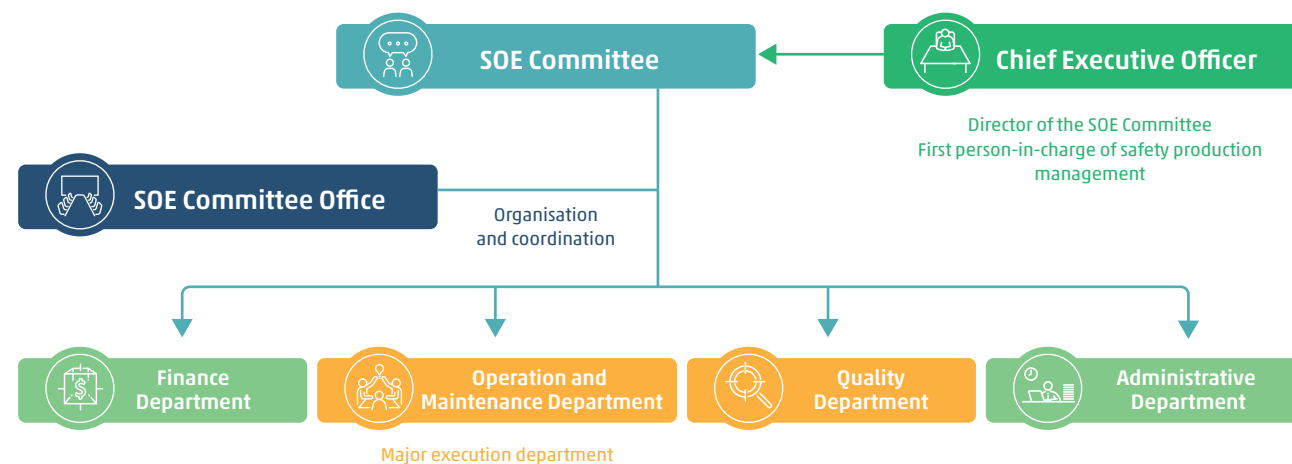 SOE Committee
Chief Executive Officer
Director of the SOE Committee
First person-in-charge of safety production
management
SOE Committee Office
Organisation
and coordination
Finance
Department
Operation and
Maintenance Department
Quality
Department
Administrative
Department
Major execution department